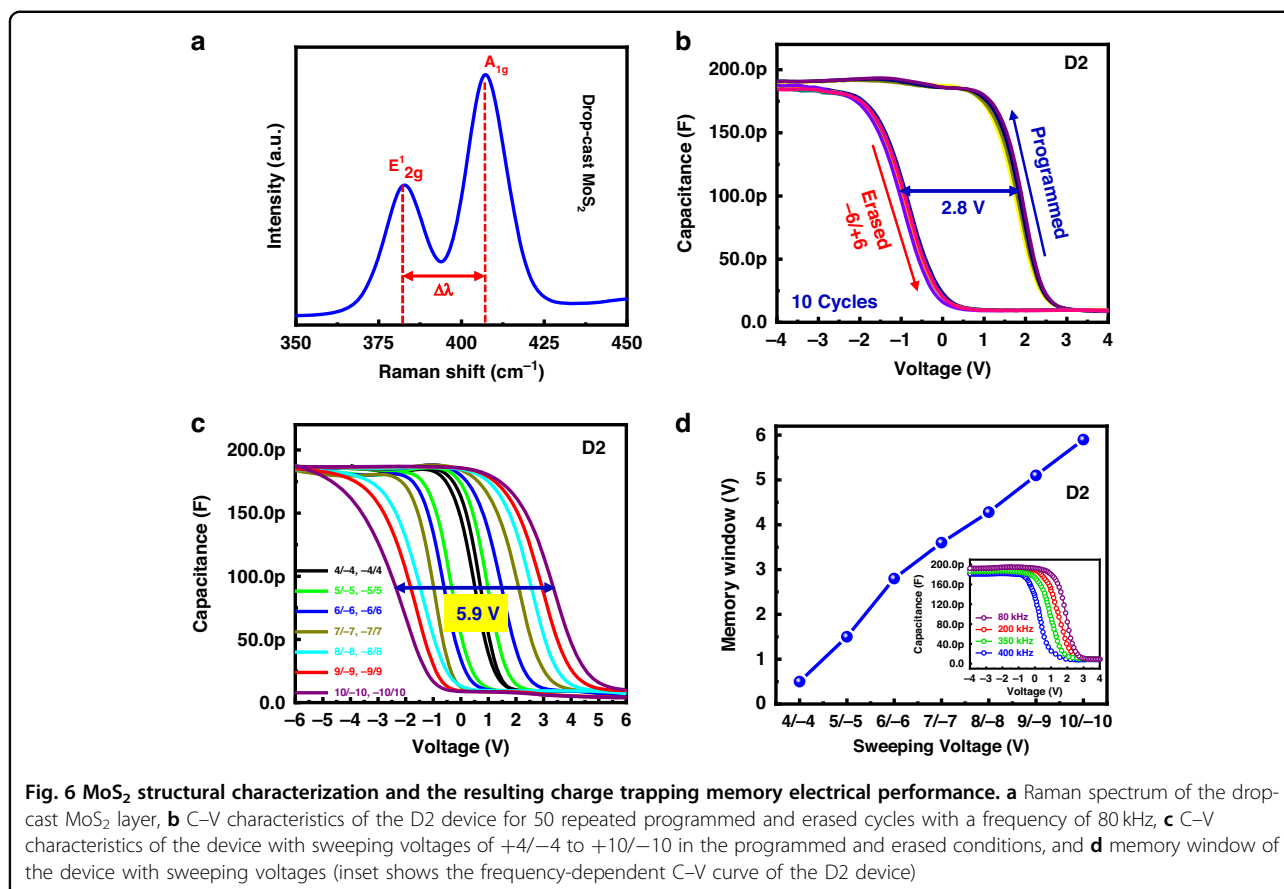 a
A1g
E¹2g
Drop-cast MoS₂
Δλ
Intensity (a.u.)
350 375 400 425 450
Raman shift (cm⁻¹)
b
D2
200.0p
150.0p
100.0p
50.0p
0.0
Capacitance (F)
Programmed
Erased
−6/+6
2.8 V
10 Cycles
−4 −3 −2 −1 0 1 2 3 4
Voltage (V)
c
D2
200.0p
150.0p
100.0p
50.0p
0.0
Capacitance (F)
4/−4, −4/4
5/−5, −5/5
6/−6, −6/6
7/−7, −7/7
8/−8, −8/8
9/−9, −9/9
10/−10, −10/10
5.9 V
−6 −5 −4 −3 −2 −1 0 1 2 3 4 5 6
Voltage (V)
d
D2
6
5
4
3
2
1
0
Memory window (V)
200.0p
160.0p
120.0p
80.0p
40.0p
0.0
Capacitance (F)
80 kHz
200 kHz
350 kHz
400 kHz
−4 −3 −2 −1 0 1 2 3 4
Voltage (V)
4/−4 5/−5 6/−6 7/−7 8/−8 9/−9 10/−10
Sweeping Voltage (V)
Fig. 6 MoS₂ structural characterization and the resulting charge trapping memory electrical performance. a Raman spectrum of the drop-
cast MoS₂ layer, b C–V characteristics of the D2 device for 50 repeated programmed and erased cycles with a frequency of 80 kHz, c C–V
characteristics of the device with sweeping voltages of +4/−4 to +10/−10 in the programmed and erased conditions, and d memory window of
the device with sweeping voltages (inset shows the frequency-dependent C–V curve of the D2 device)